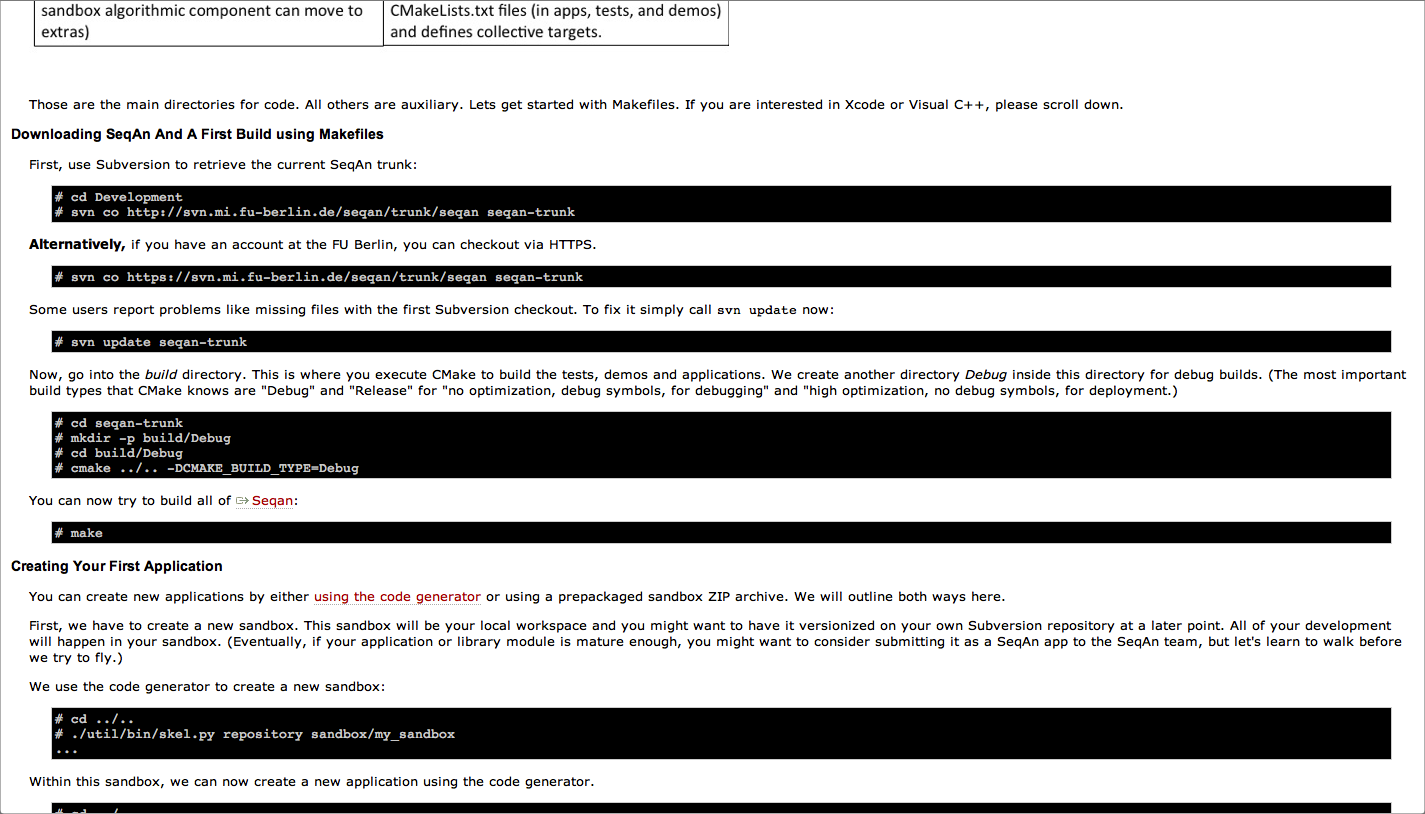 sandbox algorithmic component can move to
extras)
CMakeLists.txt files (in apps, tests, and demos)
and defines collective targets.
Those are the main directories for code. All others are auxiliary. Lets get started with Makefiles. If you are interested in Xcode or Visual C++, please scroll down.
Downloading SeqAn And A First Build using Makefiles
First, use Subversion to retrieve the current SeqAn trunk:
# cd Development
# svn co http://svn.mi.fu-berlin.de/seqan/trunk/seqan seqan-trunk
Alternatively, if you have an account at the FU Berlin, you can checkout via HTTPS.
# svn co https://svn.mi.fu-berlin.de/seqan/trunk/seqan seqan-trunk
Some users report problems like missing files with the first Subversion checkout. To fix it simply call svn update now:
# svn update seqan-trunk
Now, go into the build directory. This is where you execute CMake to build the tests, demos and applications. We create another directory Debug inside this directory for debug builds. (The most important
build types that CMake knows are "Debug" and "Release" for "no optimization, debug symbols, for debugging" and "high optimization, no debug symbols, for deployment.)
# cd seqan-trunk
# mkdir -p build/Debug
# cd build/Debug
# cmake ../.. -DCMAKE_BUILD_TYPE=Debug
You can now try to build all of Seqan:
# make
Creating Your First Application
You can create new applications by either using the code generator or using a prepackaged sandbox ZIP archive. We will outline both ways here.
First, we have to create a new sandbox. This sandbox will be your local workspace and you might want to have it versionized on your own Subversion repository at a later point. All of your development
will happen in your sandbox. (Eventually, if your application or library module is mature enough, you might want to consider submitting it as a SeqAn app to the SeqAn team, but let's learn to walk before
we try to fly.)
We use the code generator to create a new sandbox:
# cd ../..
# ./util/bin/skel.py repository sandbox/my_sandbox
...
Within this sandbox, we can now create a new application using the code generator.